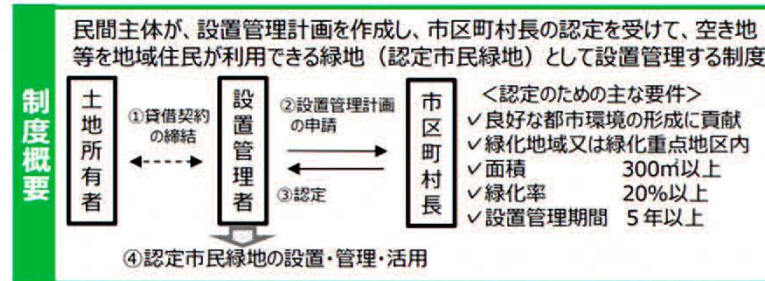 制度概要
民間主体が、設置管理計画を作成し、市区町村長の認定を受けて、空き地
等を地域住民が利用できる緑地（認定市民緑地）として設置管理する制度
土地所有者
①貸借契約
の締結
設置管理者
②設置管理計画
の申請
③認定
市区町村長
＜認定のための主な要件＞
✓良好な都市環境の形成に貢献
✓緑化地域又は緑化重点地区内
✓面積　300㎡以上
✓緑化率　20%以上
✓設置管理期間　５年以上
④認定市民緑地の設置・管理・活用